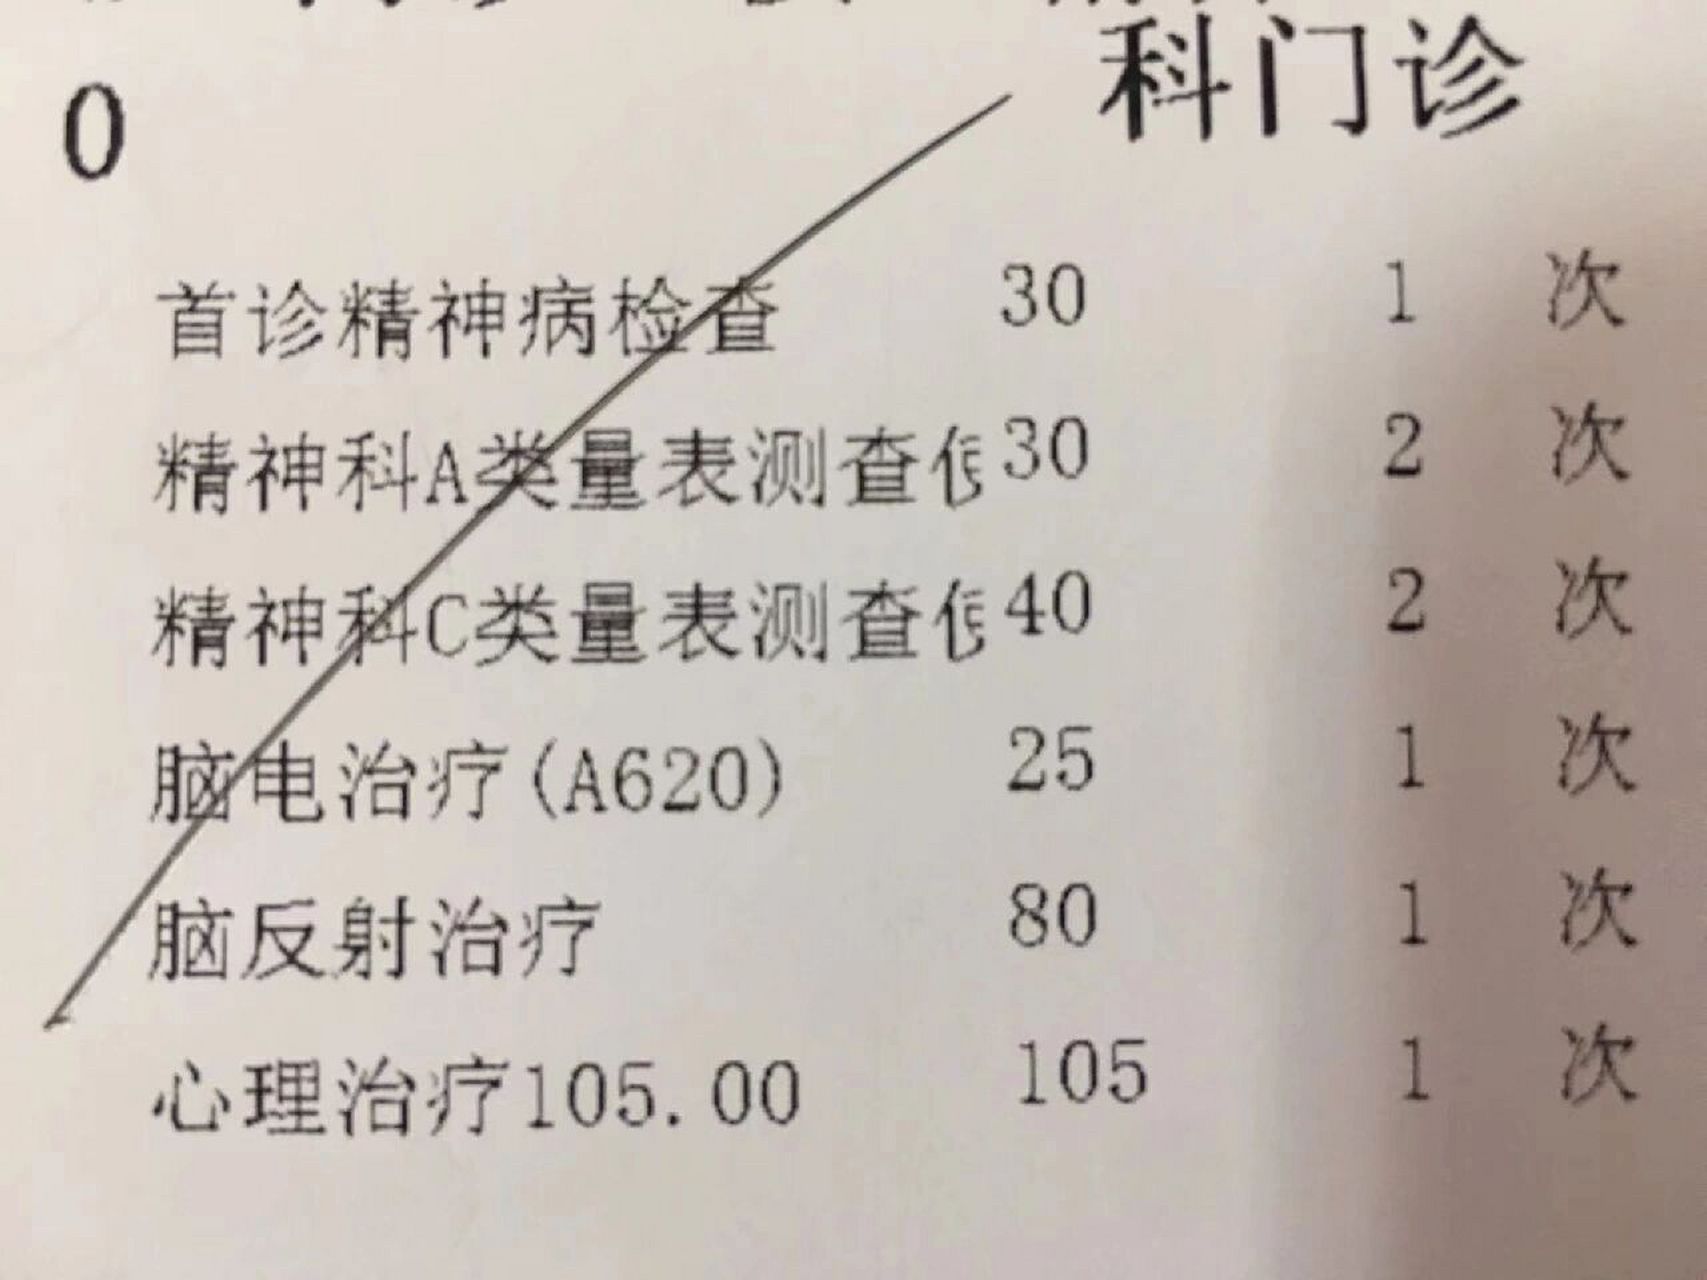 科门诊
0
首诊精神病检查 30 1 次
精神科A类量表测查 30 2 次
精神科C类量表测查 40 2 次
脑电治疗(A620) 25 1 次
脑反射治疗 80 1 次
心理治疗105.00 105 1 次